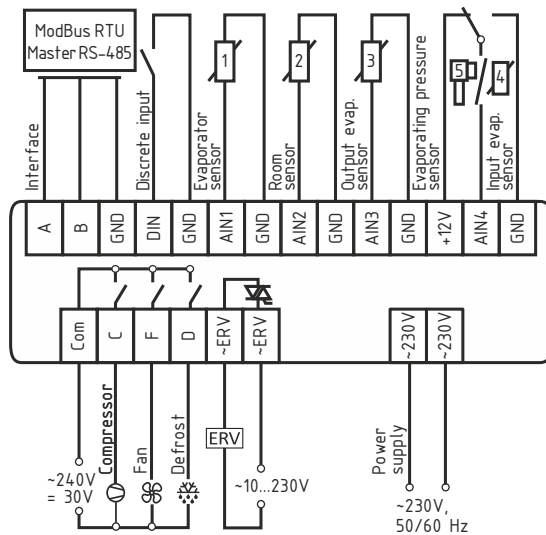 ModBus RTU
Master RS-485
Interface
Discrete input
Evaporator
sensor
Room
sensor
Output evap.
sensor
Evaporating pressure
sensor
Input evap.
sensor
1
2
3
5
4
A
B
GND
DIN
GND
AIN1
GND
AIN2
GND
AIN3
GND
+12V
AIN4
GND
Com
C
F
D
~ERV
~ERV
~230V
~230V
Compressor
Fan
Defrost
ERV
Power
supply
~240V
= 30V
~10...230V
~230V,
50/60 Hz